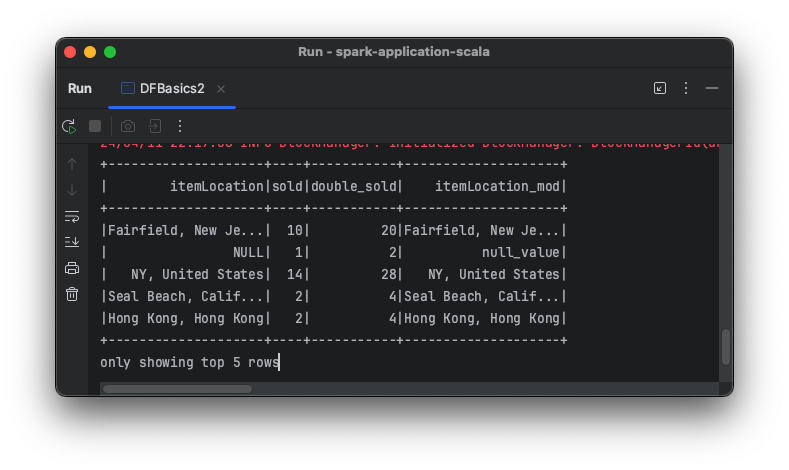 Run - spark-application-scala
Run DFBasics2
+--------------------+----+-----------+--------------------+
|        itemLocation|sold|double_sold|    itemLocation_mod|
+--------------------+----+-----------+--------------------+
|Fairfield, New Je...|  10|         20|Fairfield, New Je...|
|                NULL|   1|          2|          null_value|
|   NY, United States|  14|         28|   NY, United States|
|Seal Beach, Calif...|   2|          4|Seal Beach, Calif...|
|Hong Kong, Hong Kong|   2|          4|Hong Kong, Hong Kong|
+--------------------+----+-----------+--------------------+
only showing top 5 rows